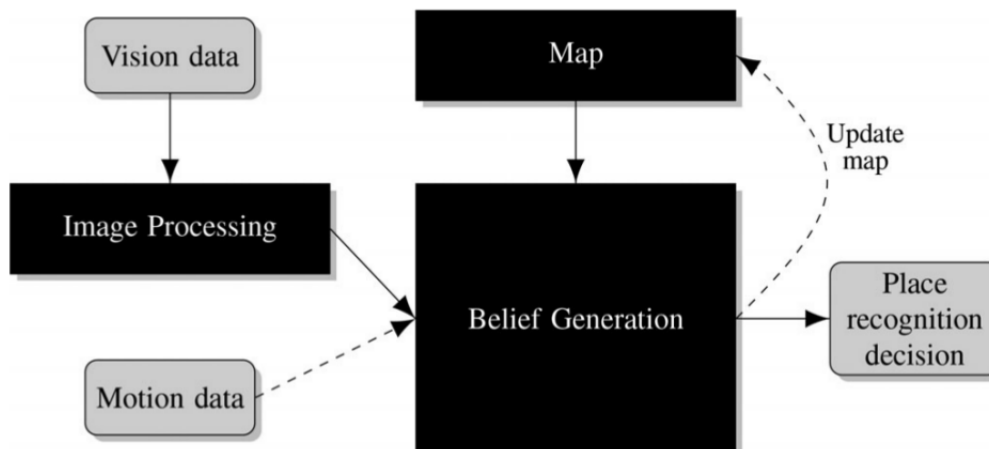 Vision data
Map
Update
map
Image Processing
Belief Generation
Place
recognition
decision
Motion data